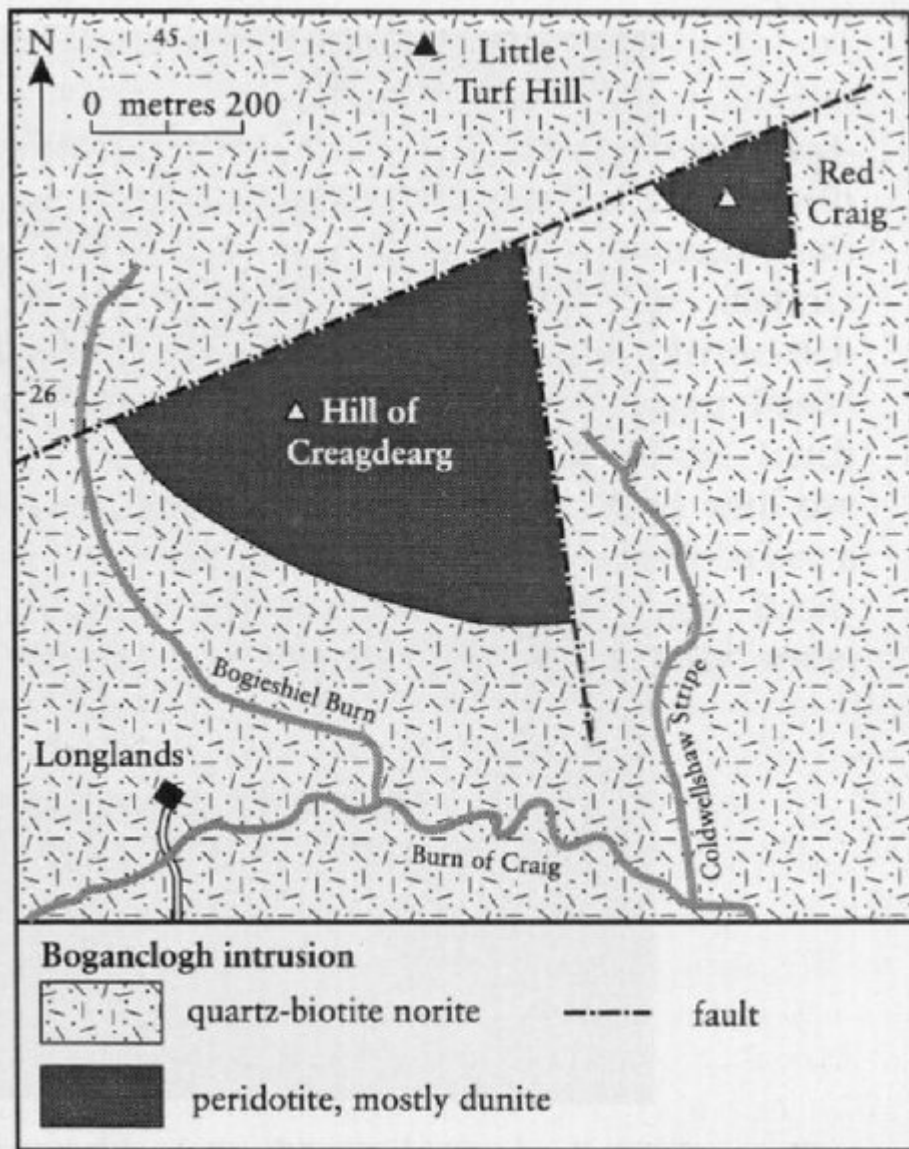 N
45
0 metres 200
Little
Turf Hill
Red
Craig
26
Hill of
Creagdearg
Bogieshiel Burn
Coldwellshaw Stripe
Longlands
Burn of Craig
Boganclogh intrusion
quartz-biotite norite
fault
peridotite, mostly dunite